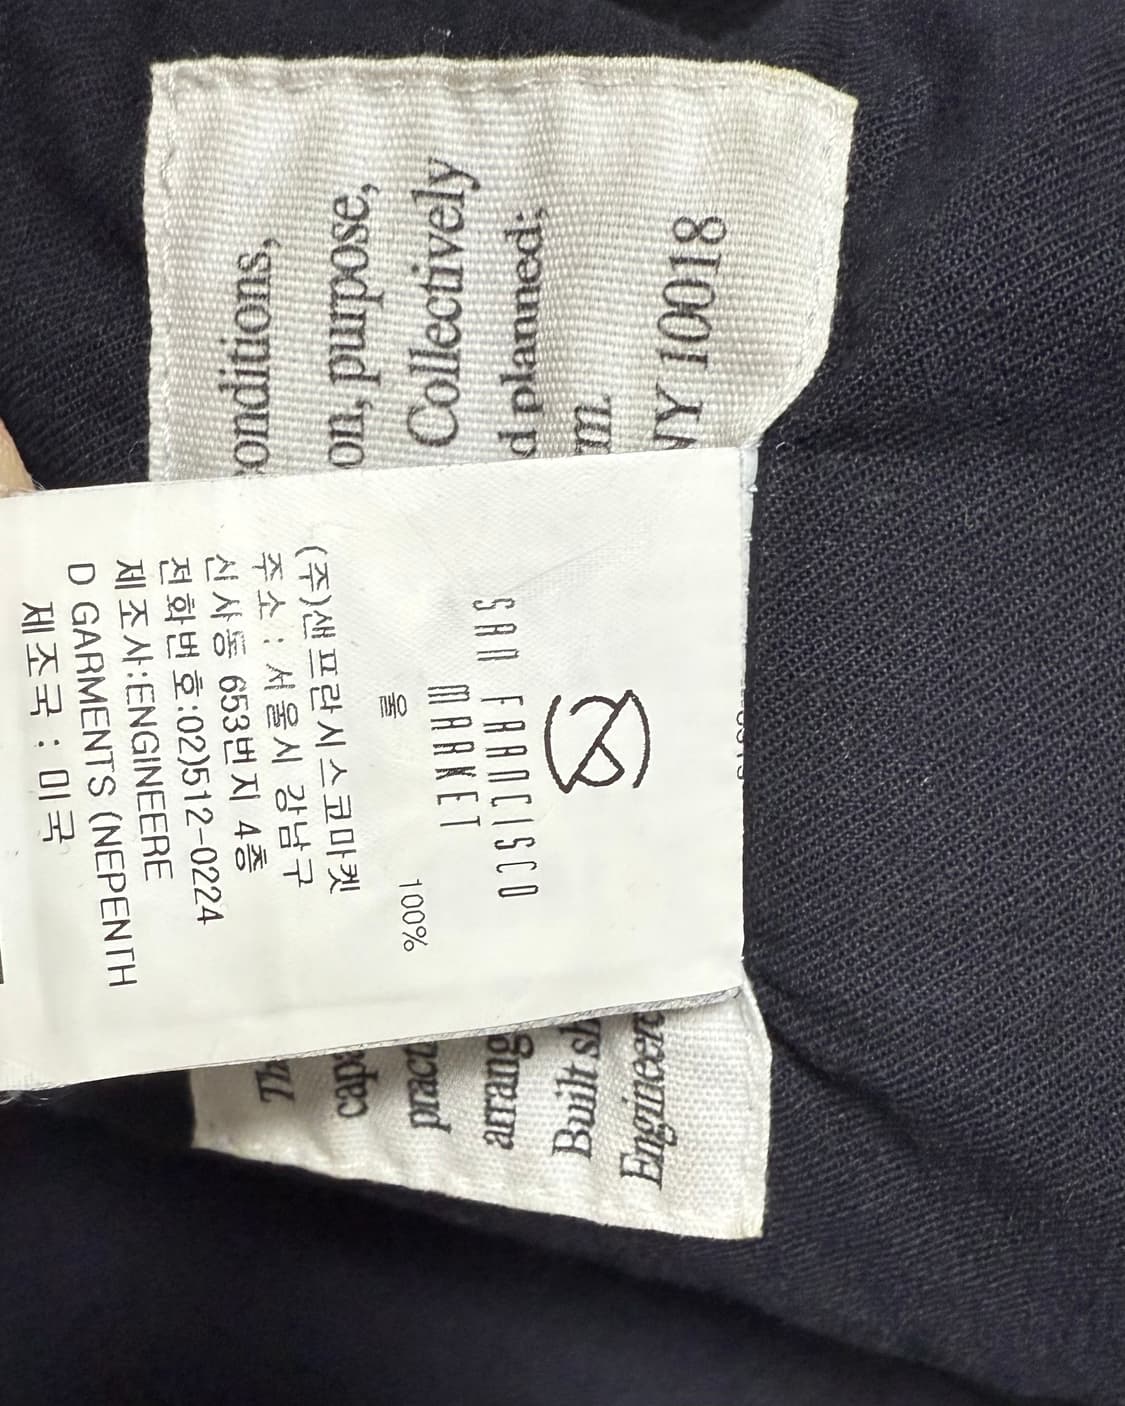 SAN FRANCISCO
MARKET
울 100%
(주)샌프란시스코마켓
주소: 서울시 강남구
신사동 653번지 4층
전화번호:02)512-0224
제조사:ENGINEERE
D GARMENTS (NEPENTH
제조국 : 미국
onditions,
on, purpose,
Collectively
d planned;
m.
NY 10018
Th
capa
pract
arrang
Built sh
Engineer